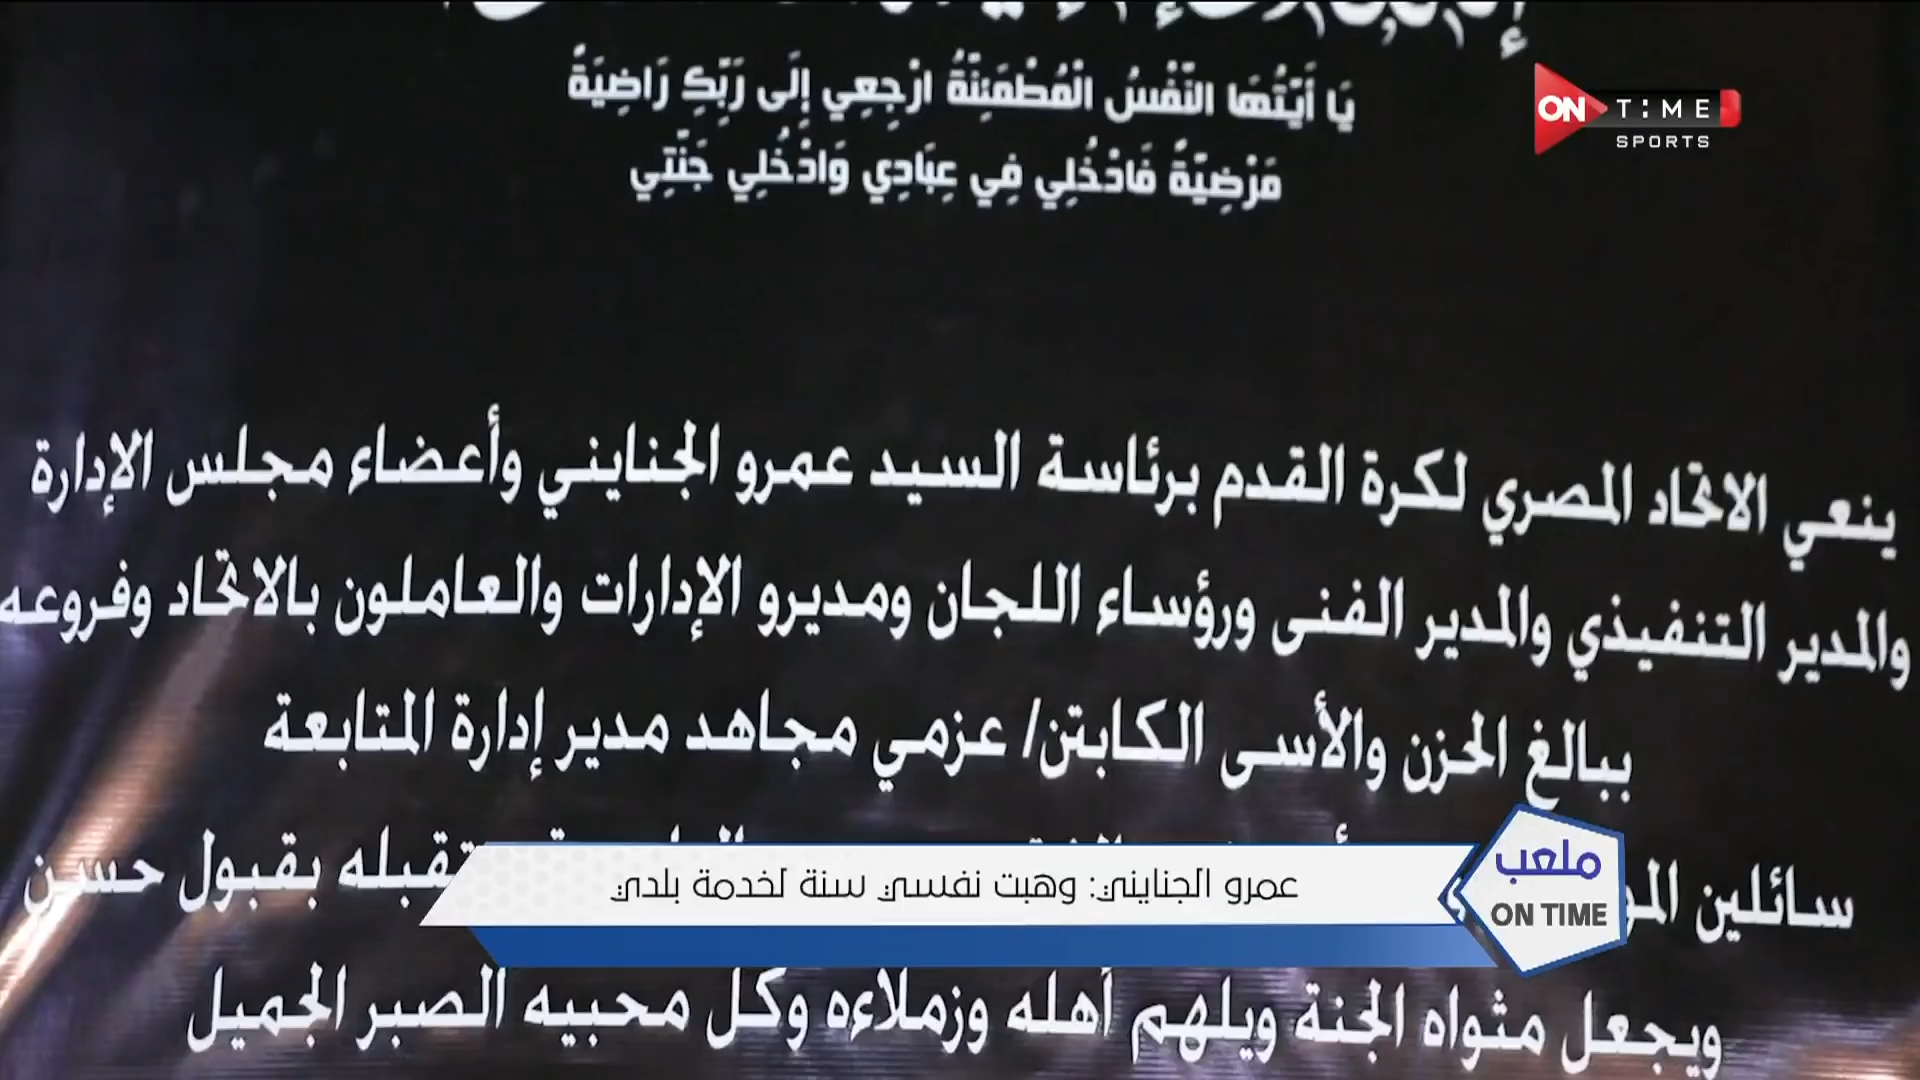 يَا أَيَّتُهَا النَّفْسُ الْمُطْمَئِنَّةُ ارْجِعِي إِلَى رَبِّكِ رَاضِيَةً
مَرْضِيَّةً فَادْخُلِي فِي عِبَادِي وَادْخُلِي جَنَّتِي
ON TIME
SPORTS
ينعي الاتحاد المصري لكرة القدم برئاسة السيد عمرو الجنايني وأعضاء مجلس الإدارة
والمدير التنفيذي والمدير الفنى ورؤساء اللجان ومديرو الإدارات والعاملون بالاتحاد وفروعه
ببالغ الحزن والأسى الكابتن/ عزمي مجاهد مدير إدارة المتابعة
سائلين بقبول حسن
ملعب
ON TIME
عمرو الجنايني: وهبت نفسي سنة لخدمة بلدي
ويجعل مثواه الجنة ويلهم أهله وزملاءه وكل محبيه الصبر الجميل